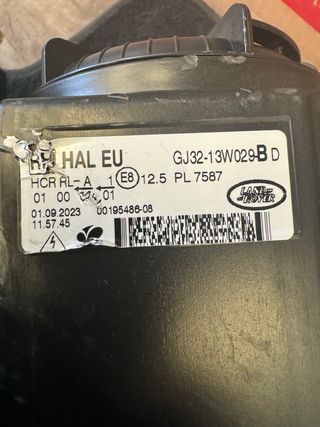 RH HAL EU GJ32-13W029-B D
HCR RL-A 1 E8 12.5 PL 7587
01 00 01
01.09.2023 00195486-08
11.57.45
LAND-
ROVER